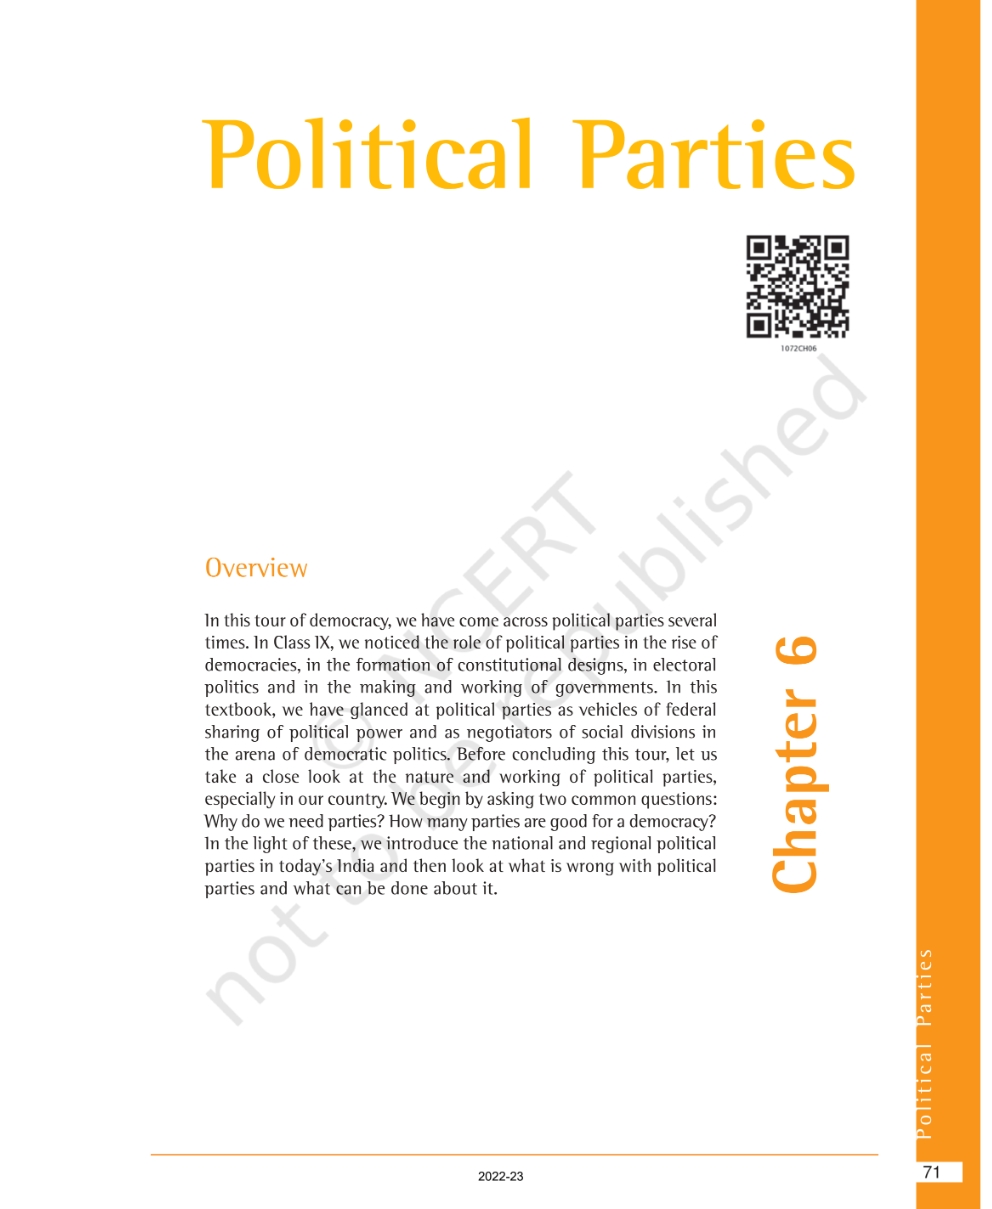 Political Parties
1072CH06
Overview
In this tour of democracy, we have come across political parties several
times. In Class IX, we noticed the role of political parties in the rise of
democracies, in the formation of constitutional designs, in electoral
politics and in the making and working of governments. In this
textbook, we have glanced at political parties as vehicles of federal
sharing of political power and as negotiators of social divisions in
the arena of democratic politics. Before concluding this tour, let us
take a close look at the nature and working of political parties,
especially in our country. We begin by asking two common questions:
Why do we need parties? How many parties are good for a democracy?
In the light of these, we introduce the national and regional political
parties in today’s India and then look at what is wrong with political
parties and what can be done about it.
Chapter 6
© NCERT
not to be republished
Political Parties
2022-23
71